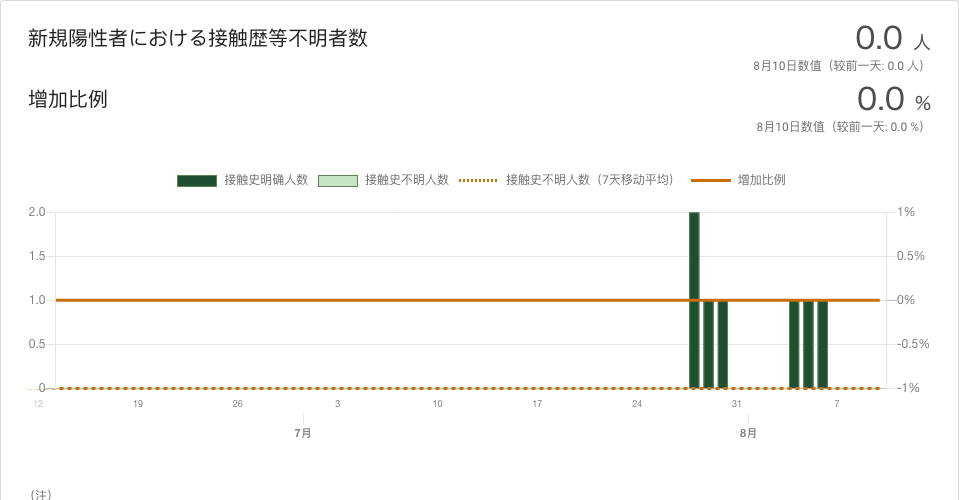 新規陽性者における接触歴等不明者数
0.0 人
8月10日数值（较前一天: 0.0 人）
增加比例
0.0 %
8月10日数值（较前一天: 0.0 %）
接触史明确人数 接触史不明人数 接触史不明人数（7天移动平均） 增加比例
2.0 1%
1.5 0.5%
1.0 0%
0.5 -0.5%
0 -1%
12 19 26 3 10 17 24 31 7
7月 8月
（注）